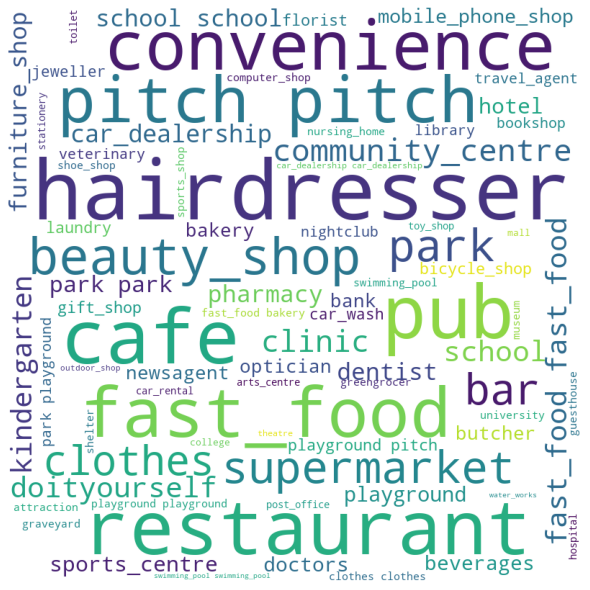 toilet
school school
florist
mobile_phone_shop
convenience
furniture_shop
jeweller
computer_shop
travel_agent
pitch pitch
hotel
stationery
car_dealership
nursing_home
library
bookshop
veterinary
community_centre
shoe_shop
sports_shop
car_dealership car_dealership
hairdresser
laundry
bakery
nightclub
toy_shop
mall
beauty_shop
park
bicycle_shop
park park
pharmacy
swimming_pool
fast_food fast_food
kindergarten
gift_shop
bank
fast_food bakery
car_wash
museum
cafe
pub
clinic
school
outdoor_shop
newsagent
optician
dentist
park playground
car_rental
arts_centre
greengrocer
bar
guesthouse
fast_food
university
shelter
theatre
butcher
college
playground pitch
clothes
supermarket
doityourself
playground
water_works
attraction
playground playground
post_office
graveyard
restaurant
hospital
sports_centre
doctors
beverages
swimming_pool swimming_pool
clothes clothes